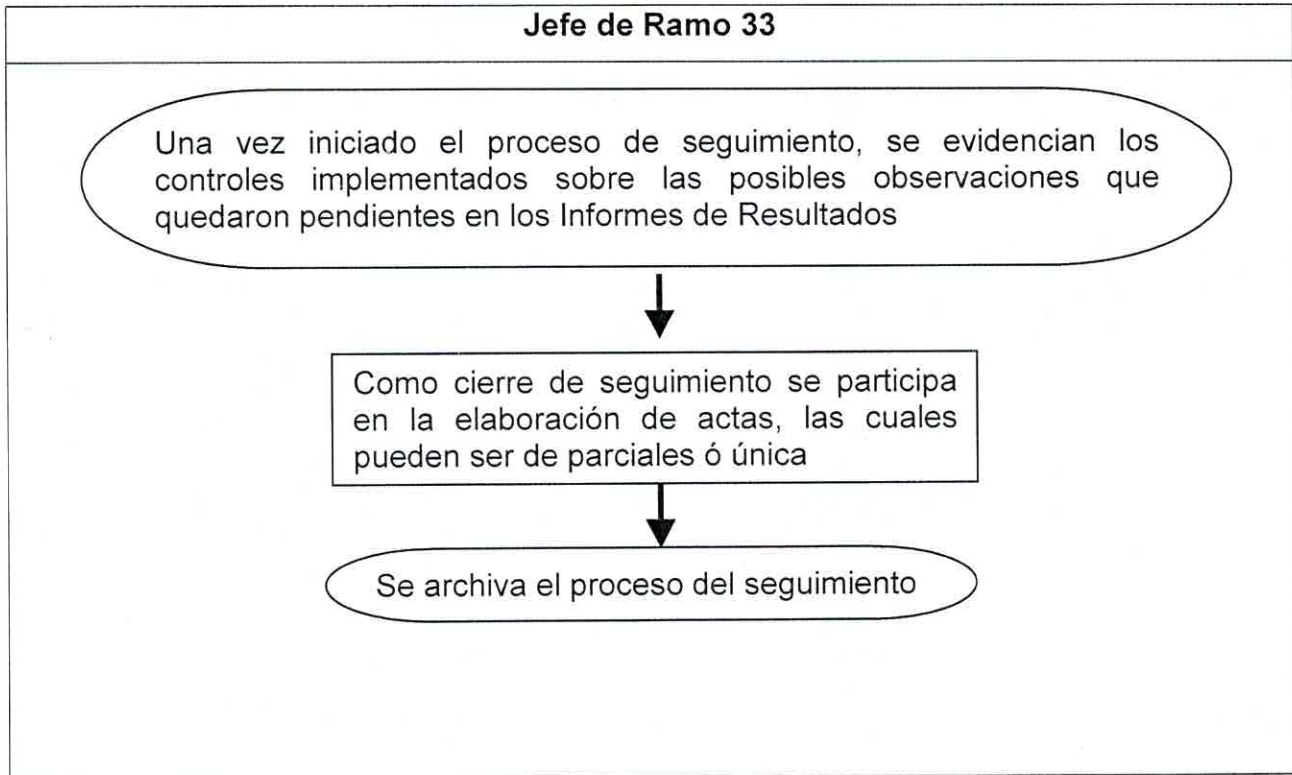 Jefe de Ramo 33
Una vez iniciado el proceso de seguimiento, se evidencian los
controles implementados sobre las posibles observaciones que
quedaron pendientes en los Informes de Resultados
Como cierre de seguimiento se participa
en la elaboración de actas, las cuales
pueden ser de parciales ó única
Se archiva el proceso del seguimiento